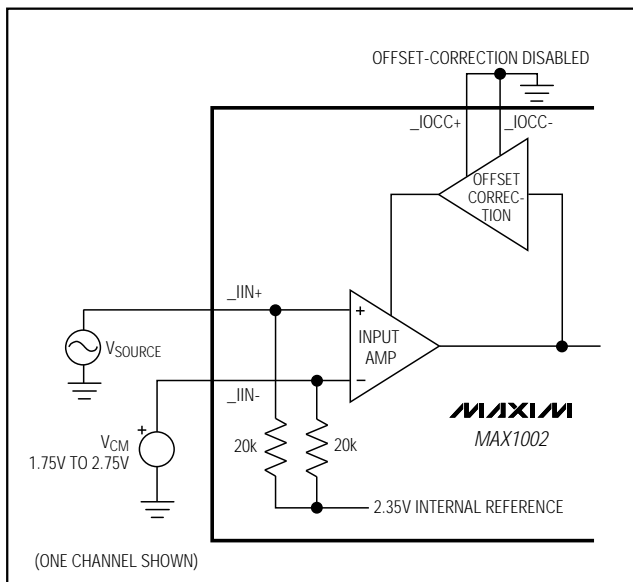 OFFSET-CORRECTION DISABLED
_IOCC+
_IOCC-
OFFSET
CORREC-
TION
_IIN+
+
INPUT
AMP
−
VSOURCE
_IIN-
+
VCM
1.75V TO 2.75V
20k
20k
MAXIM
MAX1002
2.35V INTERNAL REFERENCE
(ONE CHANNEL SHOWN)